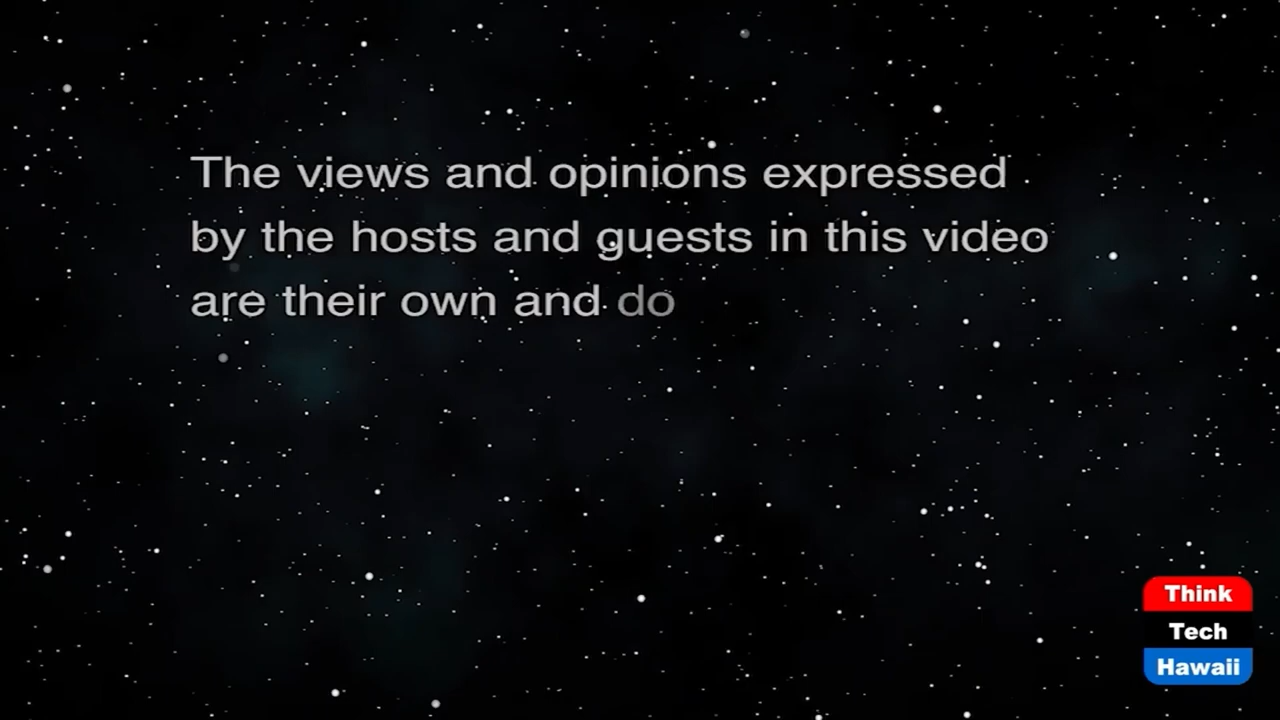 The views and opinions expressed
by the hosts and guests in this video
are their own and do
Think
Tech
Hawaii